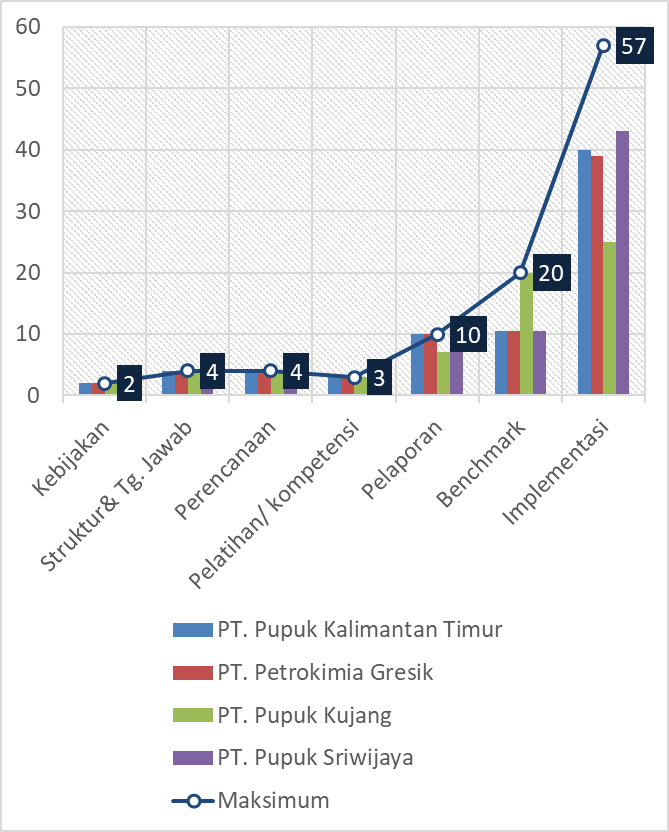 60
50
40
30
20
10
0
2
4
4
3
10
20
57
Kebijakan
Struktur& Tg. Jawab
Perencanaan
Pelatihan/ kompetensi
Pelaporan
Benchmark
Implementasi
PT. Pupuk Kalimantan Timur
PT. Petrokimia Gresik
PT. Pupuk Kujang
PT. Pupuk Sriwijaya
Maksimum